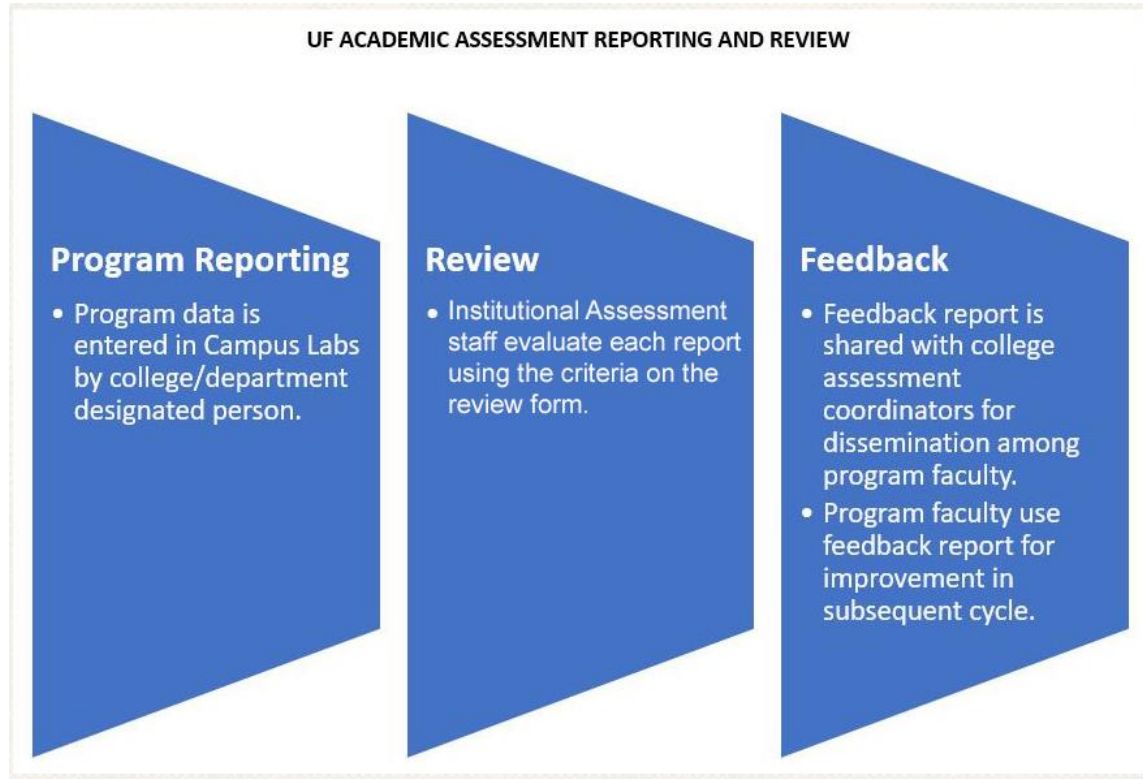 UF ACADEMIC ASSESSMENT REPORTING AND REVIEW
Program Reporting
• Program data is
entered in Campus Labs
by college/department
designated person.
Review
• Institutional Assessment
staff evaluate each report
using the criteria on the
review form.
Feedback
• Feedback report is
shared with college
assessment
coordinators for
dissemination among
program faculty.
• Program faculty use
feedback report for
improvement in
subsequent cycle.